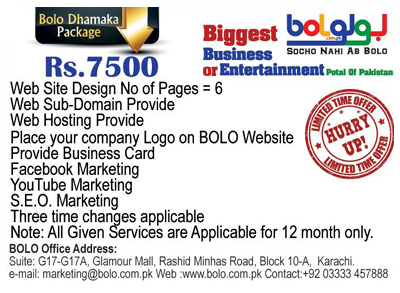 Bolo Dhamaka
Package
Rs.7500
Biggest
Business
or Entertainment Potal Of Pakistan
bolo بولو
.com.pk
SOCHO NAHI AB BOLO
Web Site Design No of Pages = 6
Web Sub-Domain Provide
Web Hosting Provide
Place your company Logo on BOLO Website
Provide Business Card
Facebook Marketing
YouTube Marketing
S.E.O. Marketing
Three time changes applicable
Note: All Given Services are Applicable for 12 month only.
LIMITED TIME OFFER
HURRY
UP!
LIMITED TIME OFFER
BOLO Office Address:
Suite: G17-G17A, Glamour Mall, Rashid Minhas Road, Block 10-A, Karachi.
e-mail: marketing@bolo.com.pk Web :www.bolo.com.pk Contact:+92 03333 457888